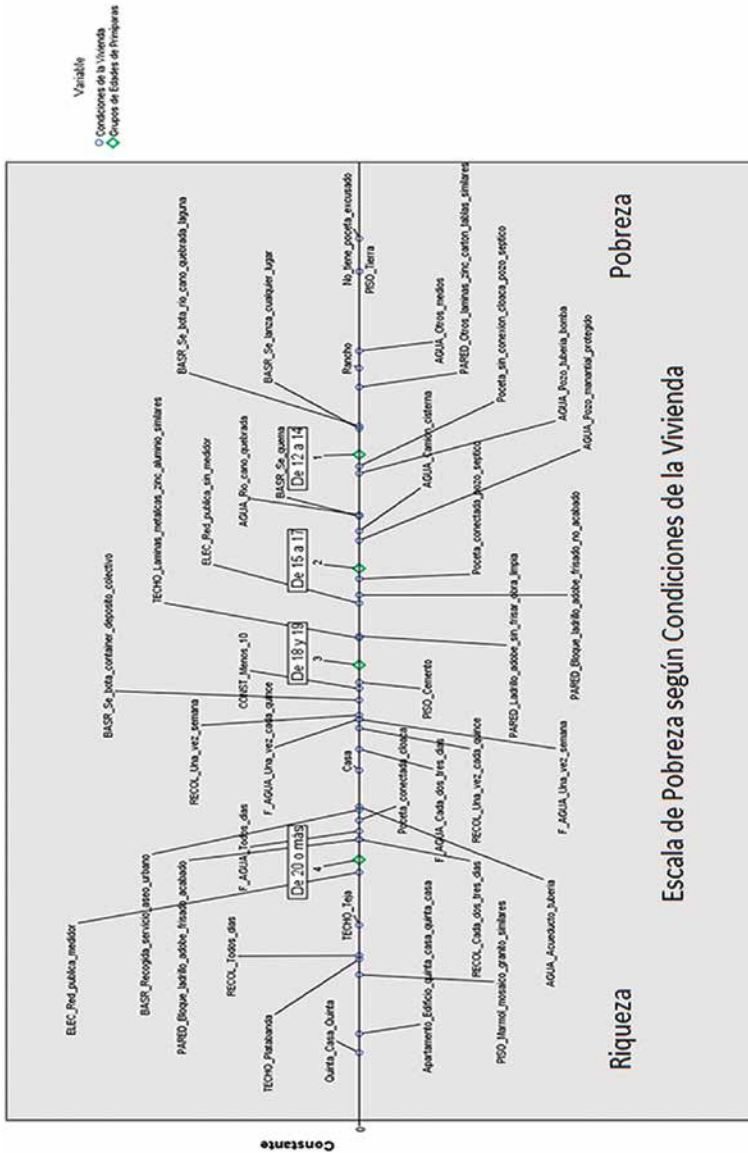 Variable
Condiciones de la Vivienda
Grupos de Edades de Primiparas
Constante
0
Riqueza
Pobreza
Escala de Pobreza según Condiciones de la Vivienda
Quinta_Casa_Quinta
Apartamento_Edificio_quinta_casa_quinta_casa
TECHO_Platabanda
PISO_Marmol_mosaico_granito_similares
RECOL_Todos_dias
TECHO_Teja
ELEC_Red_publica_medidor
4
De 20 o más
BASR_Recogida_servicio_aseo_urbano
PARED_Bloque_ladrillo_adobe_frisado_acabado
RECOL_Cada_dos_tres_dias
F_AGUA_Todos_dias
Poceta_conectada_cloaca
AGUA_Acueducto_tuberia
Casa
F_AGUA_Cada_dos_tres_dias
RECOL_Una_vez_cada_quince
F_AGUA_Una_vez_semana
RECOL_Una_vez_semana
F_AGUA_Una_vez_cada_quince
BASR_Se_bota_container_deposito_colectivo
CONST_Menos_10
PISO_Cemento
3
De 18 y 19
TECHO_Laminas_metalicas_zinc_aluminio_similares
PARED_Ladrillo_adobe_sin_frisar_obra_limpia
ELEC_Red_publica_sin_medidor
PARED_Bloque_ladrillo_adobe_frisado_no_acabado
Poceta_conectada_pozo_septico
2
De 15 a 17
AGUA_Pozo_manantial_protegido
AGUA_Camión_cisterna
AGUA_Rio_cano_quebrada
BASR_Se_quema
AGUA_Pozo_tuberia_bomba
Poceta_sin_conexion_cloaca_pozo_septico
1
De 12 a 14
BASR_Se_lanza_cualquier_lugar
BASR_Se_bota_rio_cano_quebrada_laguna
PARED_Otros_laminas_zinc_carton_tablas_similares
Rancho
AGUA_Otros_medios
PISO_Tierra
No_tiene_poceta_excusado